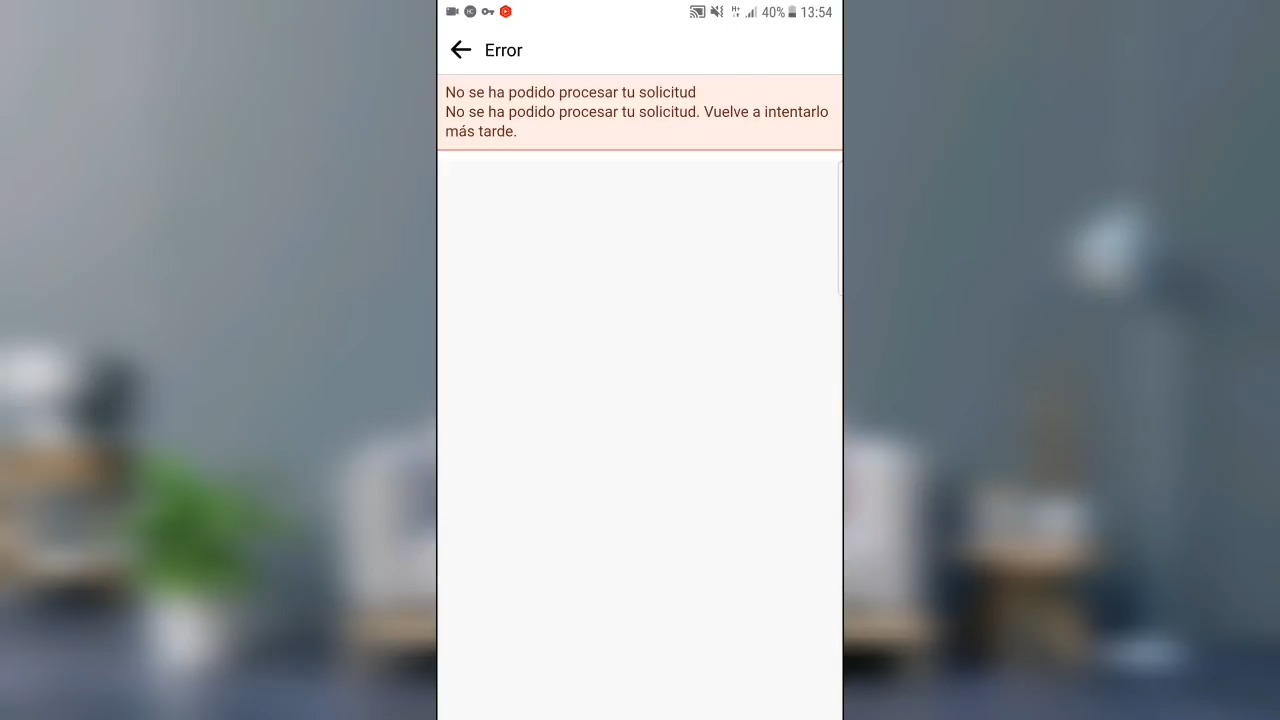 40% 13:54
Error
No se ha podido procesar tu solicitud
No se ha podido procesar tu solicitud. Vuelve a intentarlo
más tarde.